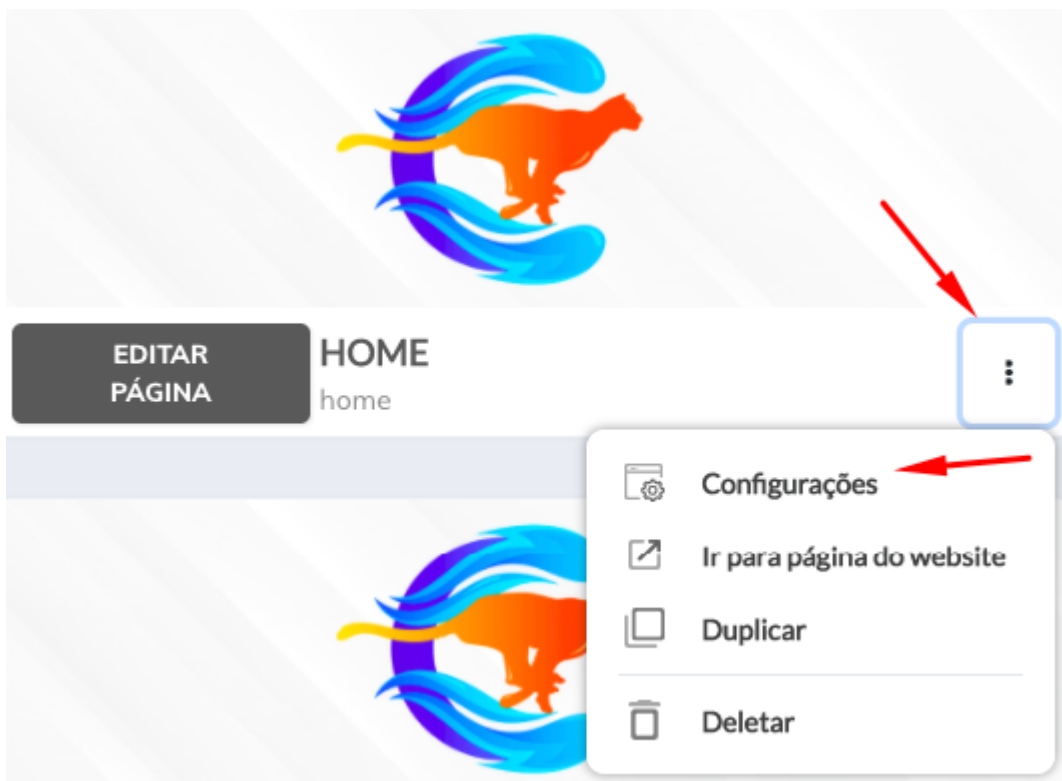 EDITAR
PÁGINA
HOME
home
Configurações
Ir para página do website
Duplicar
Deletar